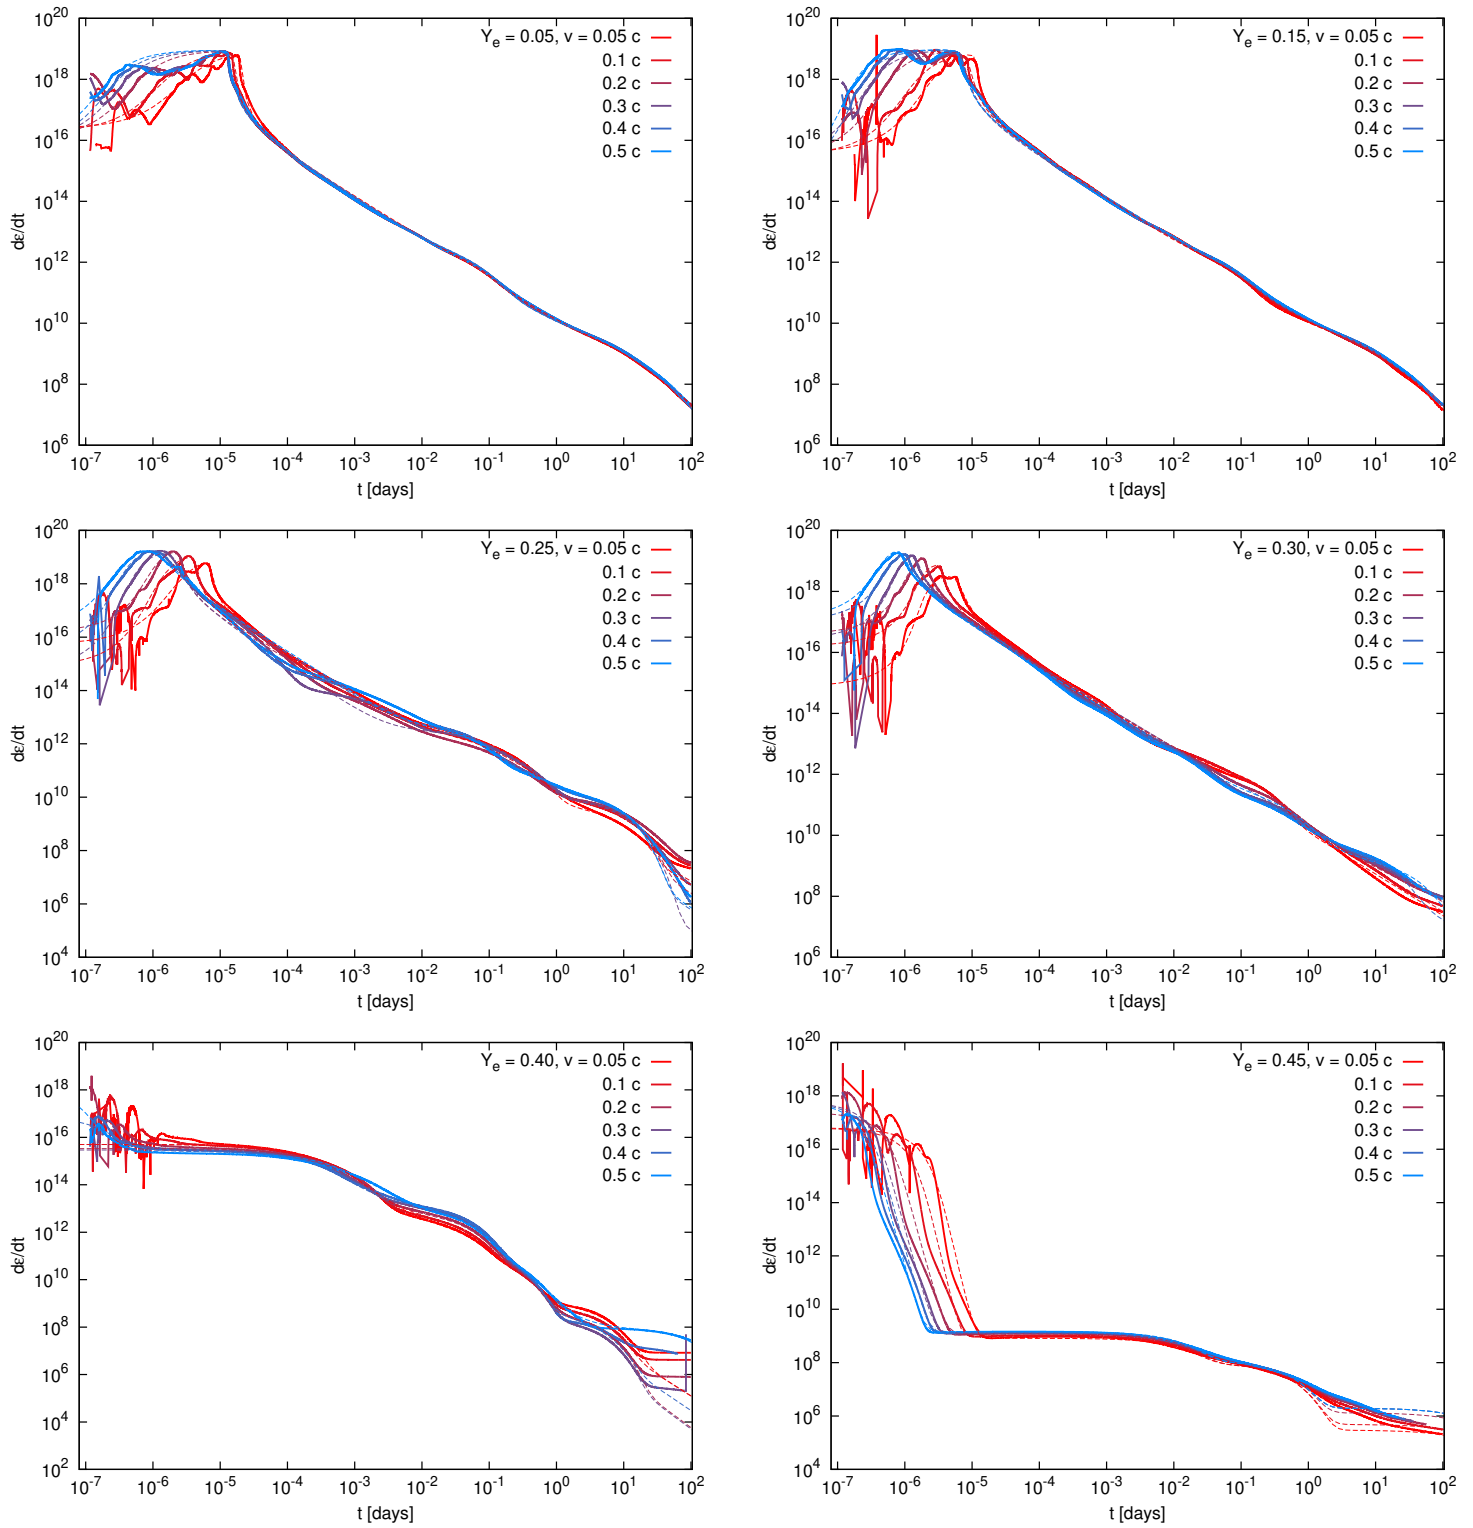 10^20
10^18
10^16
10^14
10^12
10^10
10^8
10^6
dε/dt
10^-7 10^-6 10^-5 10^-4 10^-3 10^-2 10^-1 10^0 10^1 10^2
t [days]
Y_e = 0.05, v = 0.05 c
0.1 c
0.2 c
0.3 c
0.4 c
0.5 c
10^20
10^18
10^16
10^14
10^12
10^10
10^8
10^6
dε/dt
10^-7 10^-6 10^-5 10^-4 10^-3 10^-2 10^-1 10^0 10^1 10^2
t [days]
Y_e = 0.15, v = 0.05 c
0.1 c
0.2 c
0.3 c
0.4 c
0.5 c
10^20
10^18
10^16
10^14
10^12
10^10
10^8
10^6
10^4
dε/dt
10^-7 10^-6 10^-5 10^-4 10^-3 10^-2 10^-1 10^0 10^1 10^2
t [days]
Y_e = 0.25, v = 0.05 c
0.1 c
0.2 c
0.3 c
0.4 c
0.5 c
10^20
10^18
10^16
10^14
10^12
10^10
10^8
10^6
dε/dt
10^-7 10^-6 10^-5 10^-4 10^-3 10^-2 10^-1 10^0 10^1 10^2
t [days]
Y_e = 0.30, v = 0.05 c
0.1 c
0.2 c
0.3 c
0.4 c
0.5 c
10^20
10^18
10^16
10^14
10^12
10^10
10^8
10^6
10^4
10^2
dε/dt
10^-7 10^-6 10^-5 10^-4 10^-3 10^-2 10^-1 10^0 10^1 10^2
t [days]
Y_e = 0.40, v = 0.05 c
0.1 c
0.2 c
0.3 c
0.4 c
0.5 c
10^20
10^18
10^16
10^14
10^12
10^10
10^8
10^6
10^4
dε/dt
10^-7 10^-6 10^-5 10^-4 10^-3 10^-2 10^-1 10^0 10^1 10^2
t [days]
Y_e = 0.45, v = 0.05 c
0.1 c
0.2 c
0.3 c
0.4 c
0.5 c